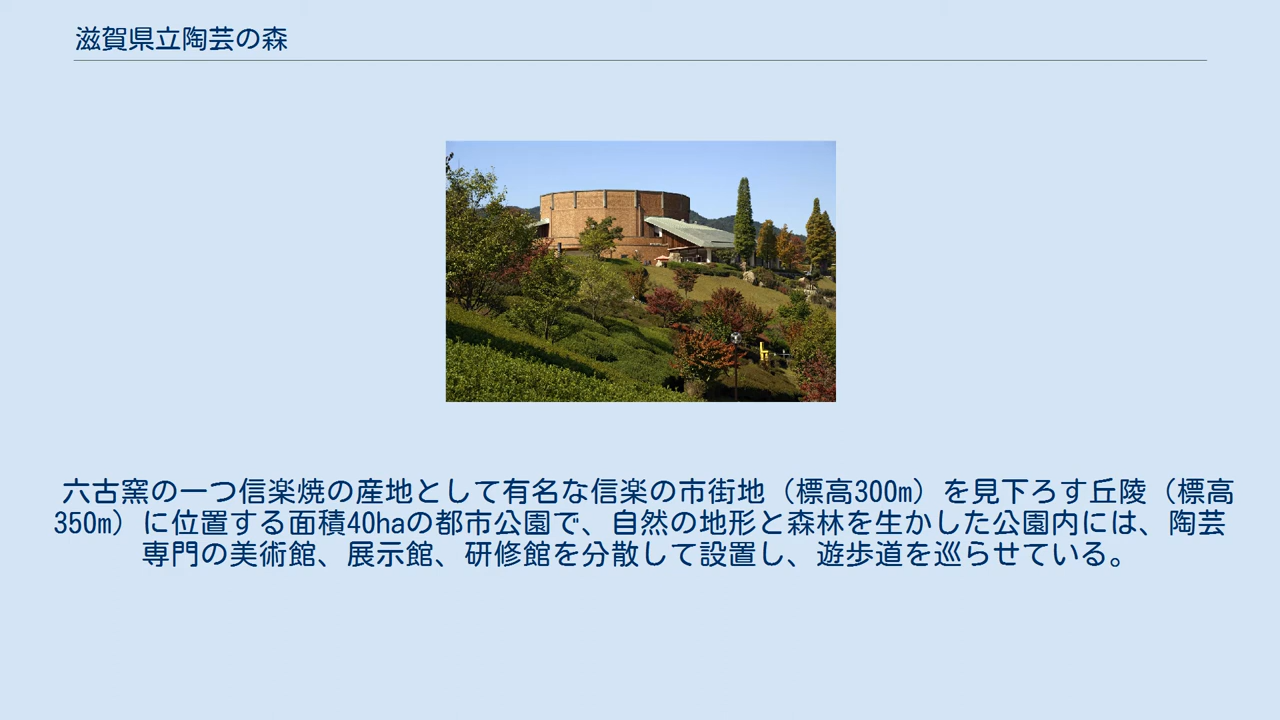 滋賀県立陶芸の森
六古窯の一つ信楽焼の産地として有名な信楽の市街地（標高300m）を見下ろす丘陵（標高
350m）に位置する面積40haの都市公園で、自然の地形と森林を生かした公園内には、陶芸
専門の美術館、展示館、研修館を分散して設置し、遊歩道を巡らせている。